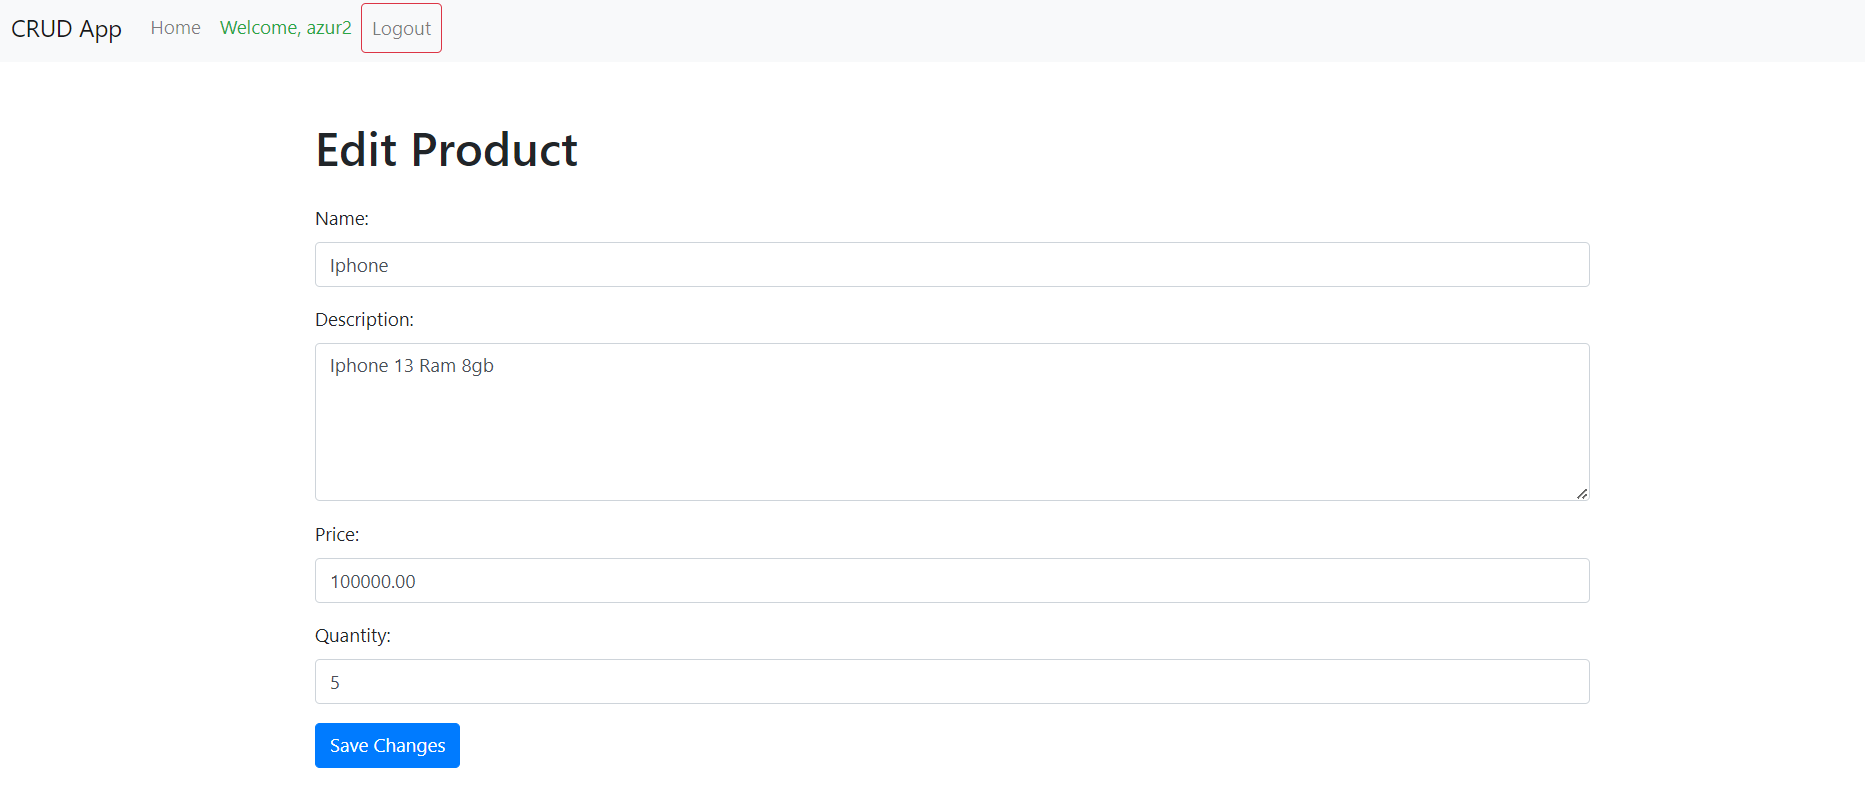 CRUD App Home Welcome, azur2 Logout
Edit Product
Name:
Iphone
Description:
Iphone 13 Ram 8gb
Price:
100000.00
Quantity:
5
Save Changes